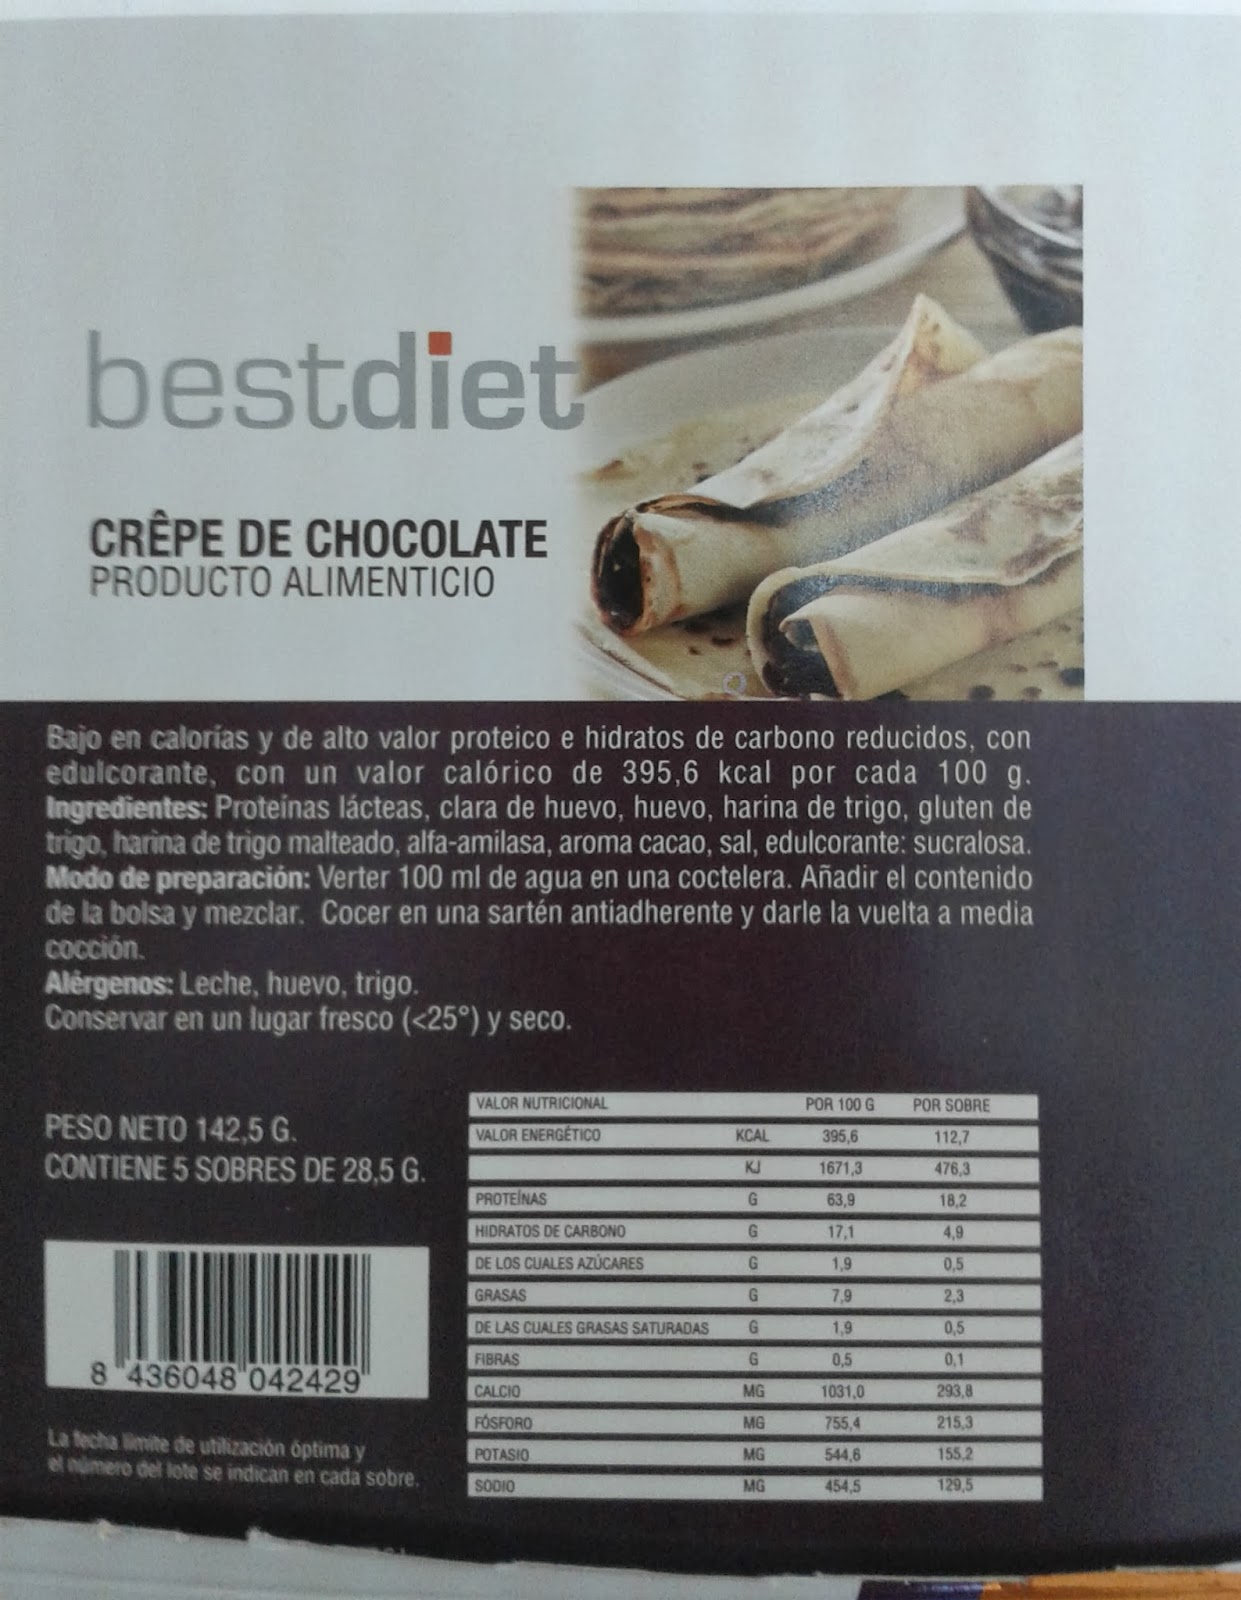 bestdiet
CRÊPE DE CHOCOLATE
PRODUCTO ALIMENTICIO
Bajo en calorías y de alto valor proteico e hidratos de carbono reducidos, con
edulcorante, con un valor calórico de 395,6 kcal por cada 100 g.
Ingredientes: Proteínas lácteas, clara de huevo, huevo, harina de trigo, gluten de
trigo, harina de trigo malteado, alfa-amilasa, aroma cacao, sal, edulcorante: sucralosa.
Modo de preparación: Verter 100 ml de agua en una coctelera. Añadir el contenido
de la bolsa y mezclar. Cocer en una sartén antiadherente y darle la vuelta a media
cocción.
Alérgenos: Leche, huevo, trigo.
Conservar en un lugar fresco (<25°) y seco.
PESO NETO 142,5 G.
CONTIENE 5 SOBRES DE 28,5 G.
8 436048 042429
La fecha límite de utilización óptima y
el número del lote se indican en cada sobre.
VALOR NUTRICIONAL POR 100 G POR SOBRE
VALOR ENERGÉTICO KCAL 395,6 112,7
KJ 1671,3 476,3
PROTEÍNAS G 63,9 18,2
HIDRATOS DE CARBONO G 17,1 4,9
DE LOS CUALES AZÚCARES G 1,9 0,5
GRASAS G 7,9 2,3
DE LAS CUALES GRASAS SATURADAS G 1,9 0,5
FIBRAS G 0,5 0,1
CALCIO MG 1031,0 293,8
FÓSFORO MG 755,4 215,3
POTASIO MG 544,6 155,2
SODIO MG 454,5 129,5